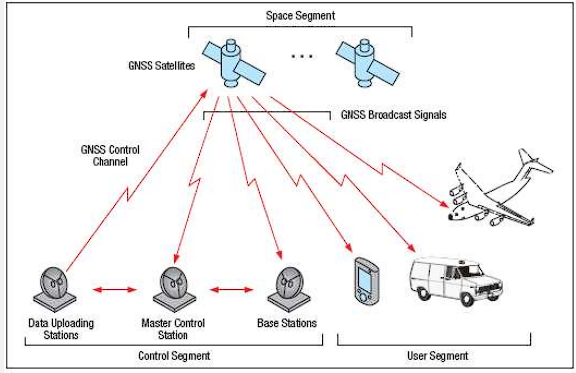 Space Segment
GNSS Satellites
GNSS Broadcast Signals
GNSS Control
Channel
Data Uploading
Stations
Master Control
Station
Base Stations
Control Segment
User Segment